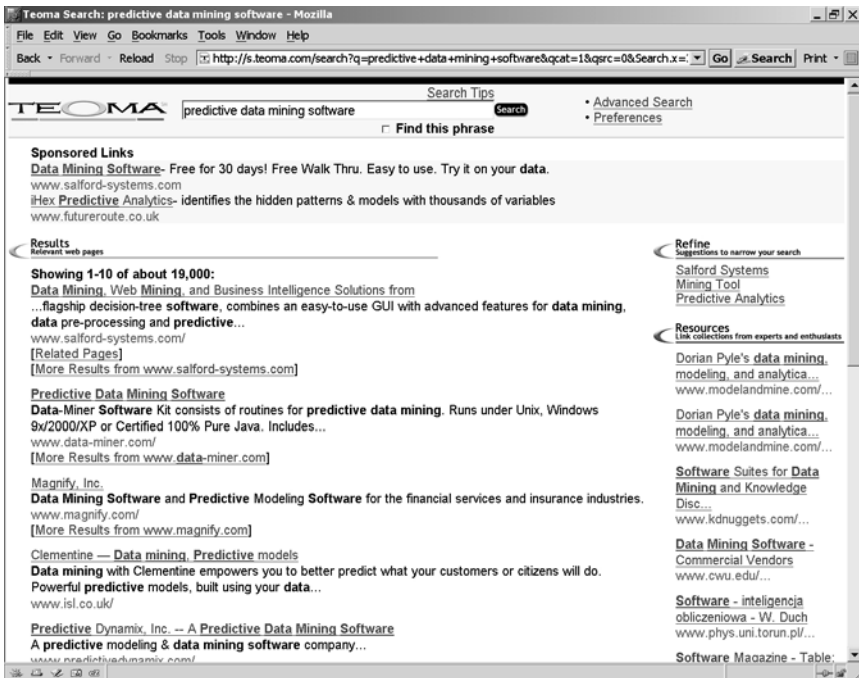 Teoma Search: predictive data mining software - Mozilla
File Edit View Go Bookmarks Tools Window Help
Back Forward Reload Stop http://s.teoma.com/search?q=predictive+data+mining+software&qcat=1&qsrc=0&Search.x=: Go Search Print
TEOMA
Search Tips
predictive data mining software Search
Find this phrase
• Advanced Search
• Preferences
Sponsored Links
Data Mining Software- Free for 30 days! Free Walk Thru. Easy to use. Try it on your data.
www.salford-systems.com
iHex Predictive Analytics- identifies the hidden patterns & models with thousands of variables
www.futureroute.co.uk
Results
Relevant web pages
Showing 1-10 of about 19,000:
Data Mining, Web Mining, and Business Intelligence Solutions from
...flagship decision-tree software, combines an easy-to-use GUI with advanced features for data mining,
data pre-processing and predictive...
www.salford-systems.com/
[Related Pages]
[More Results from www.salford-systems.com]
Predictive Data Mining Software
Data-Miner Software Kit consists of routines for predictive data mining. Runs under Unix, Windows
9x/2000/XP or Certified 100% Pure Java. Includes...
www.data-miner.com/
[More Results from www.data-miner.com]
Magnify, Inc.
Data Mining Software and Predictive Modeling Software for the financial services and insurance industries.
www.magnify.com/
[More Results from www.magnify.com]
Clementine — Data mining, Predictive models
Data mining with Clementine empowers you to better predict what your customers or citizens will do.
Powerful predictive models, built using your data...
www.isl.co.uk/
Predictive Dynamix, Inc. -- A Predictive Data Mining Software
A predictive modeling & data mining software company...
www.predictivedynamix.com/
Refine
Suggestions to narrow your search
Salford Systems
Mining Tool
Predictive Analytics
Resources
Link collections from experts and enthusiasts
Dorian Pyle's data mining,
modeling, and analytica...
www.modelandmine.com/...
Dorian Pyle's data mining,
modeling, and analytica...
www.modelandmine.com/...
Software Suites for Data
Mining and Knowledge
Disc...
www.kdnuggets.com/...
Data Mining Software -
Commercial Vendors
www.cwu.edu/...
Software - inteligencja
obliczeniowa - W. Duch
www.phys.uni.torun.pl/...
Software Magazine - Table: